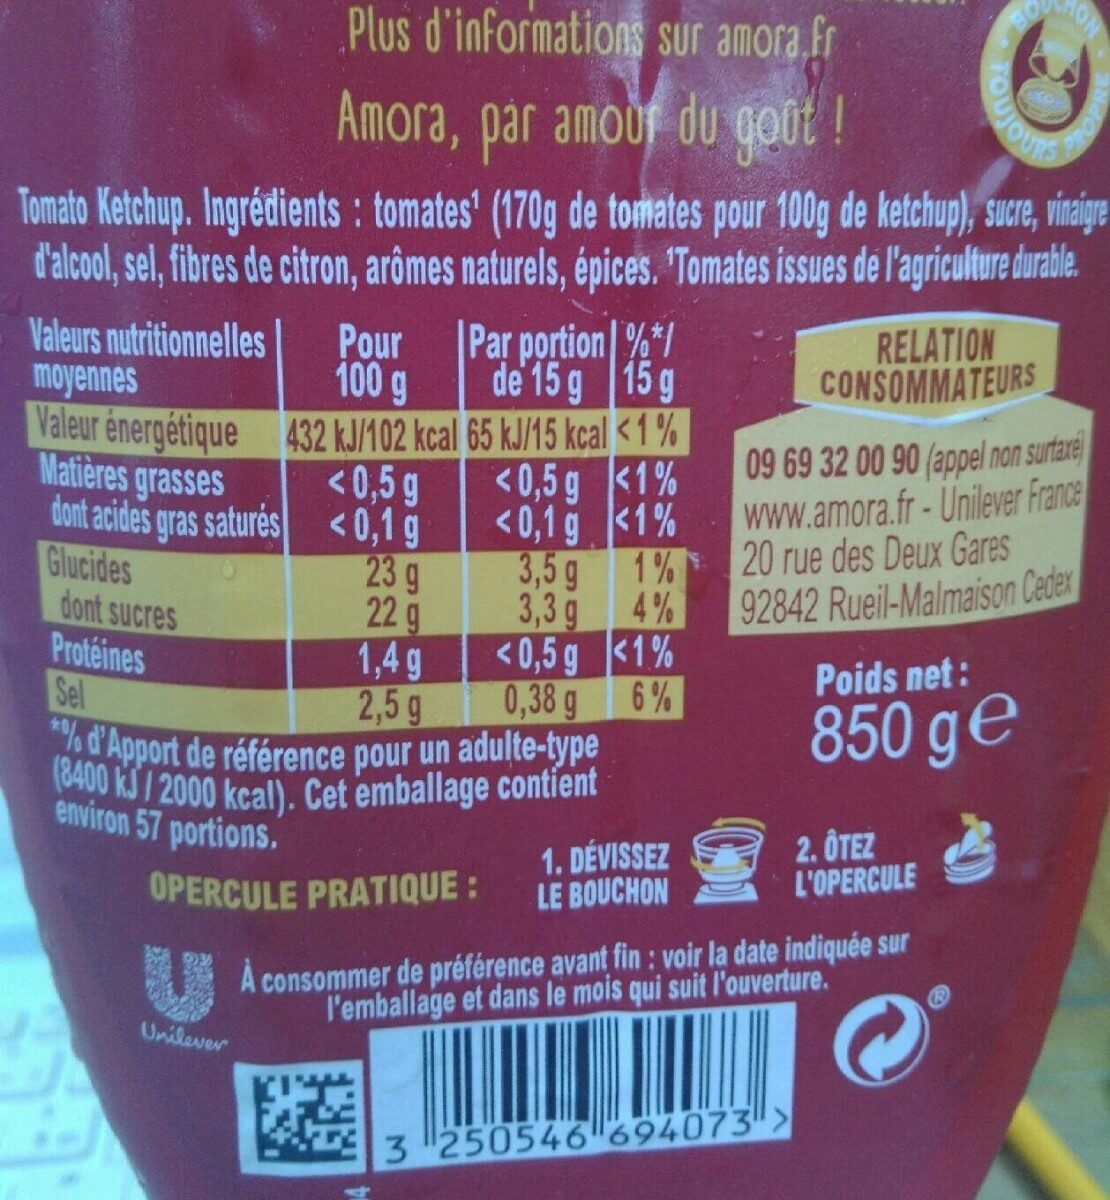 Plus d'informations sur amora.fr
Amora, par amour du goût !
BOUCHON TOUJOURS PROPRE
Tomato Ketchup. Ingrédients : tomates¹ (170g de tomates pour 100g de ketchup), sucre, vinaigre
d'alcool, sel, fibres de citron, arômes naturels, épices. ¹Tomates issues de l'agriculture durable.
Valeurs nutritionnelles moyennes | Pour 100 g | Par portion de 15 g | %*/ 15 g
Valeur énergétique 432 kJ/102 kcal 65 kJ/15 kcal <1 %
Matières grasses <0,5 g <0,5 g <1%
dont acides gras saturés <0,1 g <0,1 g <1%
Glucides 23 g 3,5 g 1 %
dont sucres 22 g 3,3 g 4 %
Protéines 1,4 g <0,5 g <1%
Sel 2,5 g 0,38 g 6 %
*% d'Apport de référence pour un adulte-type
(8400 kJ / 2000 kcal). Cet emballage contient
environ 57 portions.
RELATION
CONSOMMATEURS
09 69 32 00 90 (appel non surtaxé)
www.amora.fr - Unilever France
20 rue des Deux Gares
92842 Rueil-Malmaison Cedex
Poids net :
850 g e
OPERCULE PRATIQUE :
1. DÉVISSEZ
LE BOUCHON
2. ÔTEZ
L'OPERCULE
Unilever
À consommer de préférence avant fin : voir la date indiquée sur
l'emballage et dans le mois qui suit l'ouverture.
®
3 250546 694073 >